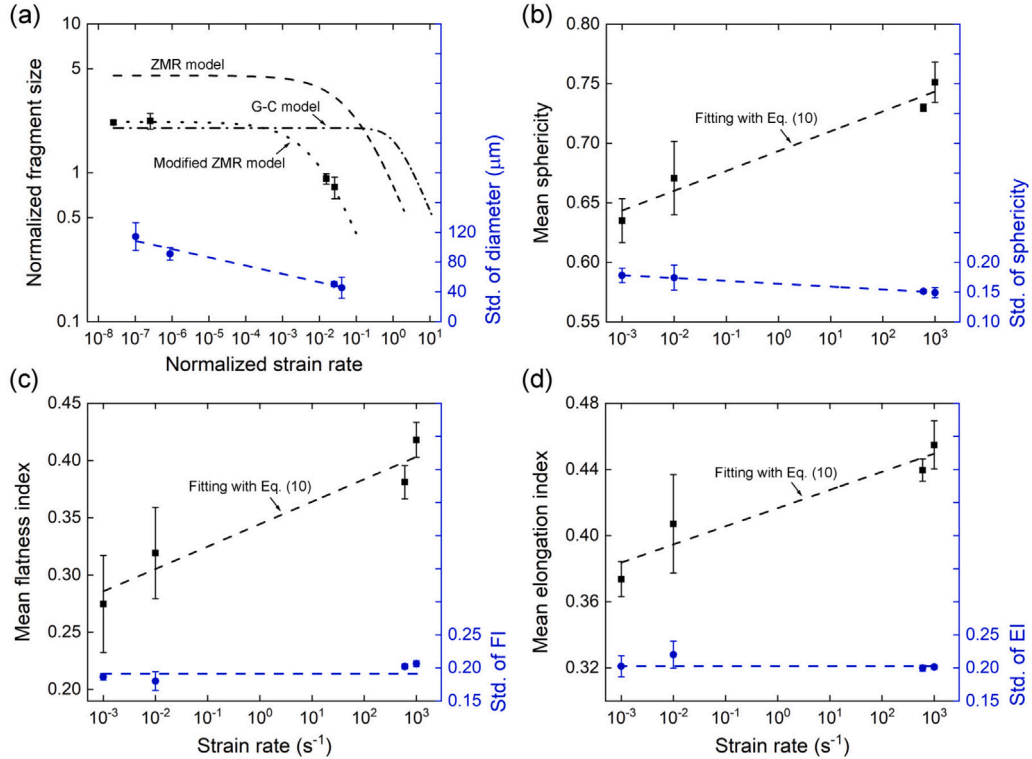 (a)
Normalized fragment size
10
5
1
0.5
0.1
ZMR model
G-C model
Modified ZMR model
120
80
40
0
Std. of diameter (μm)
10⁻⁸ 10⁻⁷ 10⁻⁶ 10⁻⁵ 10⁻⁴ 10⁻³ 10⁻² 10⁻¹ 10⁰ 10¹
Normalized strain rate
(b)
Mean sphericity
0.75
0.70
0.65
0.60
0.55
Fitting with Eq. (10)
0.20
0.15
0.10
Std. of sphericity
10⁻³ 10⁻² 10⁻¹ 10⁰ 10¹ 10² 10³
(c)
Mean flatness index
0.45
0.40
0.35
0.30
0.25
0.20
Fitting with Eq. (10)
0.25
0.20
0.15
Std. of FI
10⁻³ 10⁻² 10⁻¹ 10⁰ 10¹ 10² 10³
Strain rate (s⁻¹)
(d)
Mean elongation index
0.48
0.44
0.40
0.36
0.32
Fitting with Eq. (10)
0.25
0.20
0.15
Std. of EI
10⁻³ 10⁻² 10⁻¹ 10⁰ 10¹ 10² 10³
Strain rate (s⁻¹)